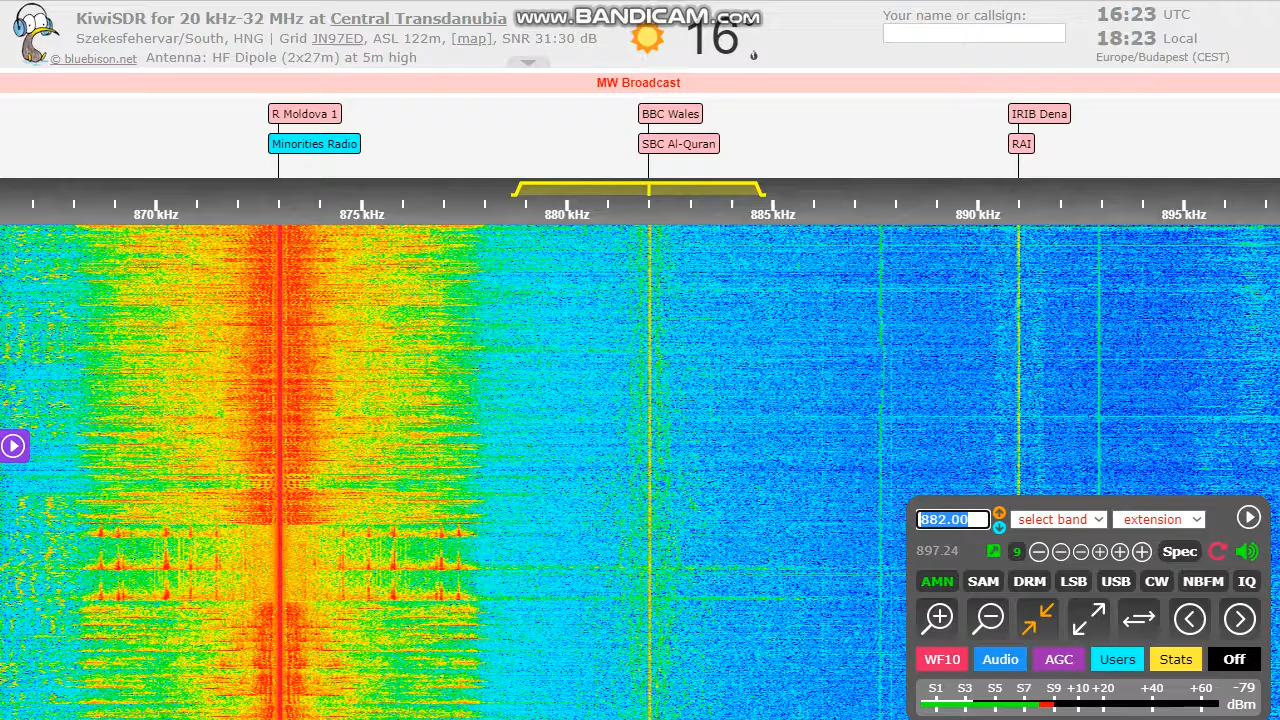 KiwiSDR for 20 kHz-32 MHz at Central Transdanubia
Szekesfehervar/South, HNG | Grid JN97ED, ASL 122m, [map], SNR 31:30 dB
© bluebison.net Antenna: HF Dipole (2x27m) at 5m high
www.BANDICAM.com
16
Your name or callsign:
16:23 UTC
18:23 Local
Europe/Budapest (CEST)
MW Broadcast
R Moldova 1 BBC Wales IRIB Dena
Minorities Radio SBC Al-Quran RAI
870 kHz 875 kHz 880 kHz 885 kHz 890 kHz 895 kHz
882.00 select band extension
897.24 9 Spec
AMN SAM DRM LSB USB CW NBFM IQ
WF10 Audio AGC Users Stats Off
S1 S3 S5 S7 S9 +10 +20 +40 +60 -79
dBm